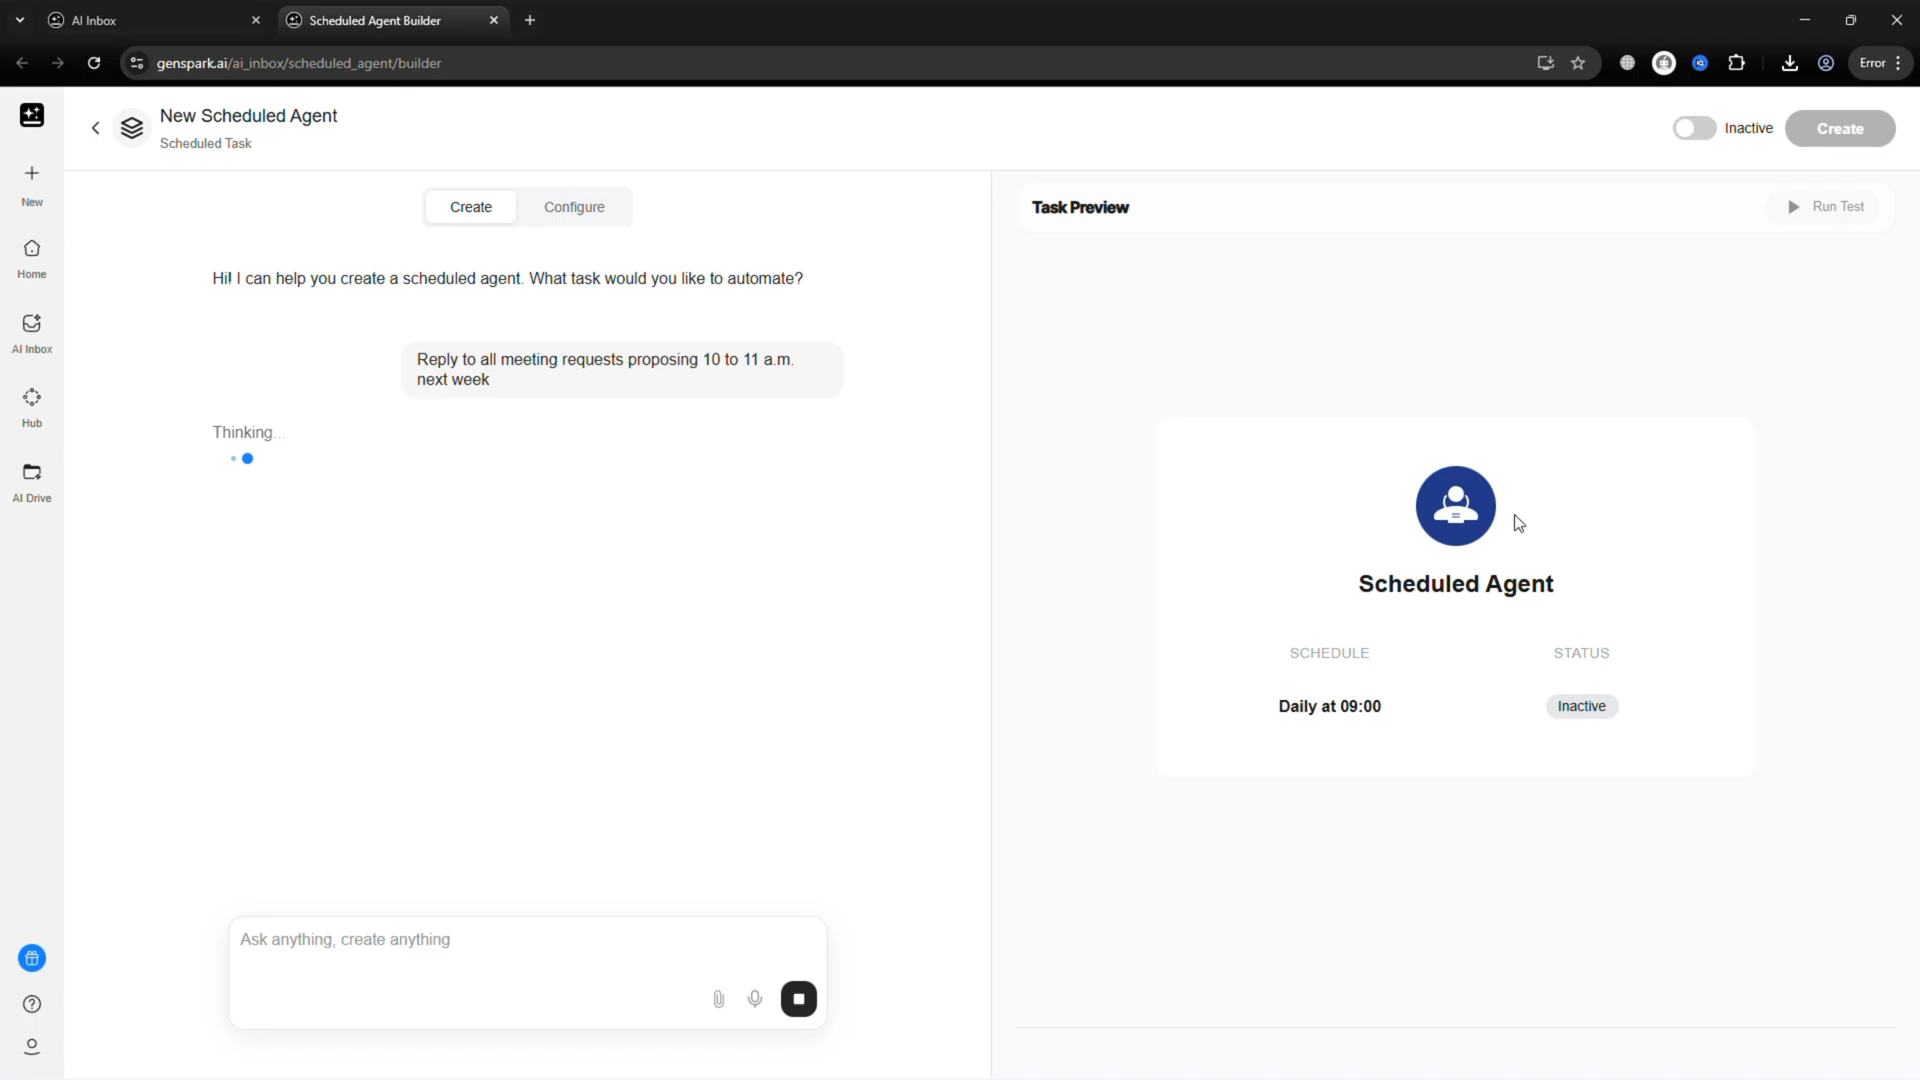 AI Inbox
Scheduled Agent Builder
genspark.ai/ai_inbox/scheduled_agent/builder
Error
New Scheduled Agent
Scheduled Task
Inactive
Create
New
Home
AI Inbox
Hub
AI Drive
Create
Configure
Hi! I can help you create a scheduled agent. What task would you like to automate?
Reply to all meeting requests proposing 10 to 11 a.m.
next week
Thinking...
Ask anything, create anything
Task Preview
Run Test
Scheduled Agent
SCHEDULE
STATUS
Daily at 09:00
Inactive